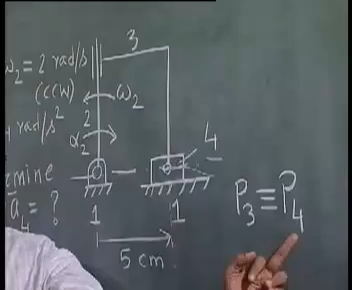 3
ω₂ = 2 rad/s
(CCW)
ω₂
rad/s²
2
α₂
4
mine
P₃ ≡ P₄
a₄ = ?
1
1
5 cm.